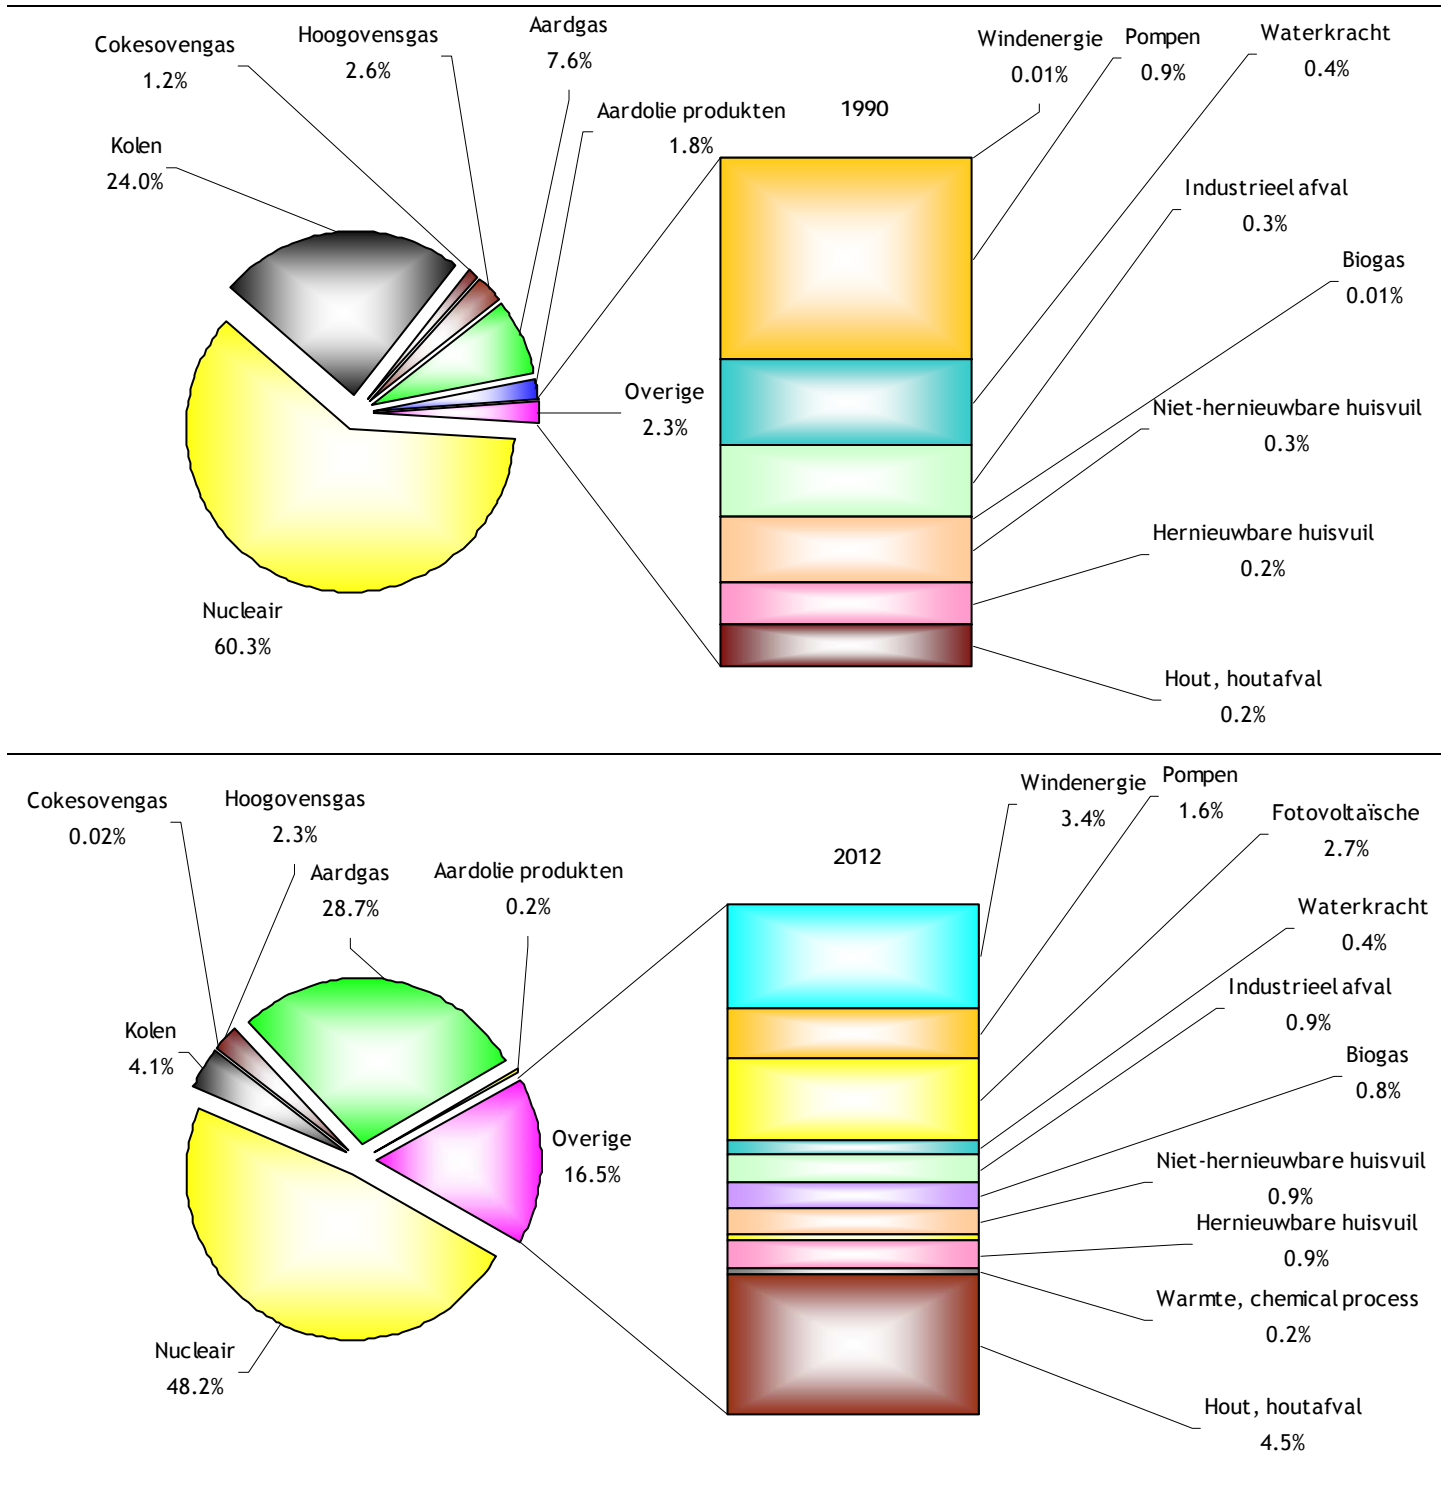 Cokesovengas
1.2%
Hoogovensgas
2.6%
Aardgas
7.6%
Aardolie produkten
1.8%
1990
Windenergie
0.01%
Pompen
0.9%
Waterkracht
0.4%
Kolen
24.0%
Industrieel afval
0.3%
Biogas
0.01%
Overige
2.3%
Niet-hernieuwbare huisvuil
0.3%
Hernieuwbare huisvuil
0.2%
Nucleair
60.3%
Hout, houtafval
0.2%
Cokesovengas
0.02%
Hoogovensgas
2.3%
Aardgas
28.7%
Aardolie produkten
0.2%
2012
Windenergie
3.4%
Pompen
1.6%
Fotovoltaïsche
2.7%
Waterkracht
0.4%
Industrieel afval
0.9%
Kolen
4.1%
Biogas
0.8%
Overige
16.5%
Niet-hernieuwbare huisvuil
0.9%
Hernieuwbare huisvuil
0.9%
Warmte, chemical process
0.2%
Nucleair
48.2%
Hout, houtafval
4.5%